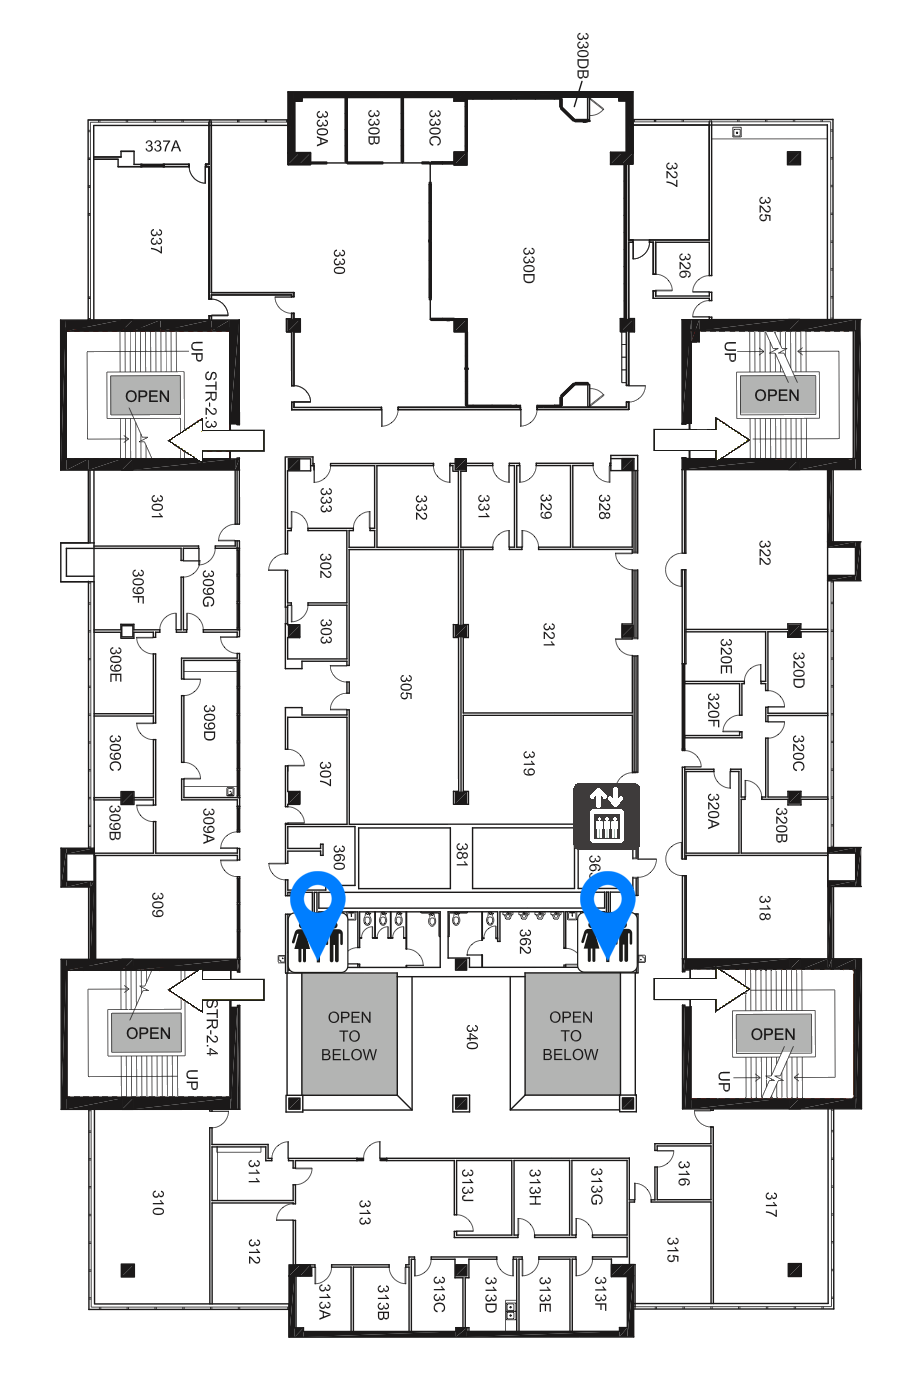 330DB
330A
330B
330C
337A
327
325
337
330
330D
326
UP
STR-2.3
OPEN
UP
OPEN
301
333
332
331
329
328
322
309F
309G
302
303
321
309E
305
320E
320D
309D
320F
309C
307
319
320C
309B
309A
320A
320B
360
381
309
318
362
STR-2.4
OPEN
UP
OPEN
TO
BELOW
340
OPEN
TO
BELOW
OPEN
UP
311
313J
313H
313G
316
310
313
317
312
315
313A
313B
313C
313D
313E
313F